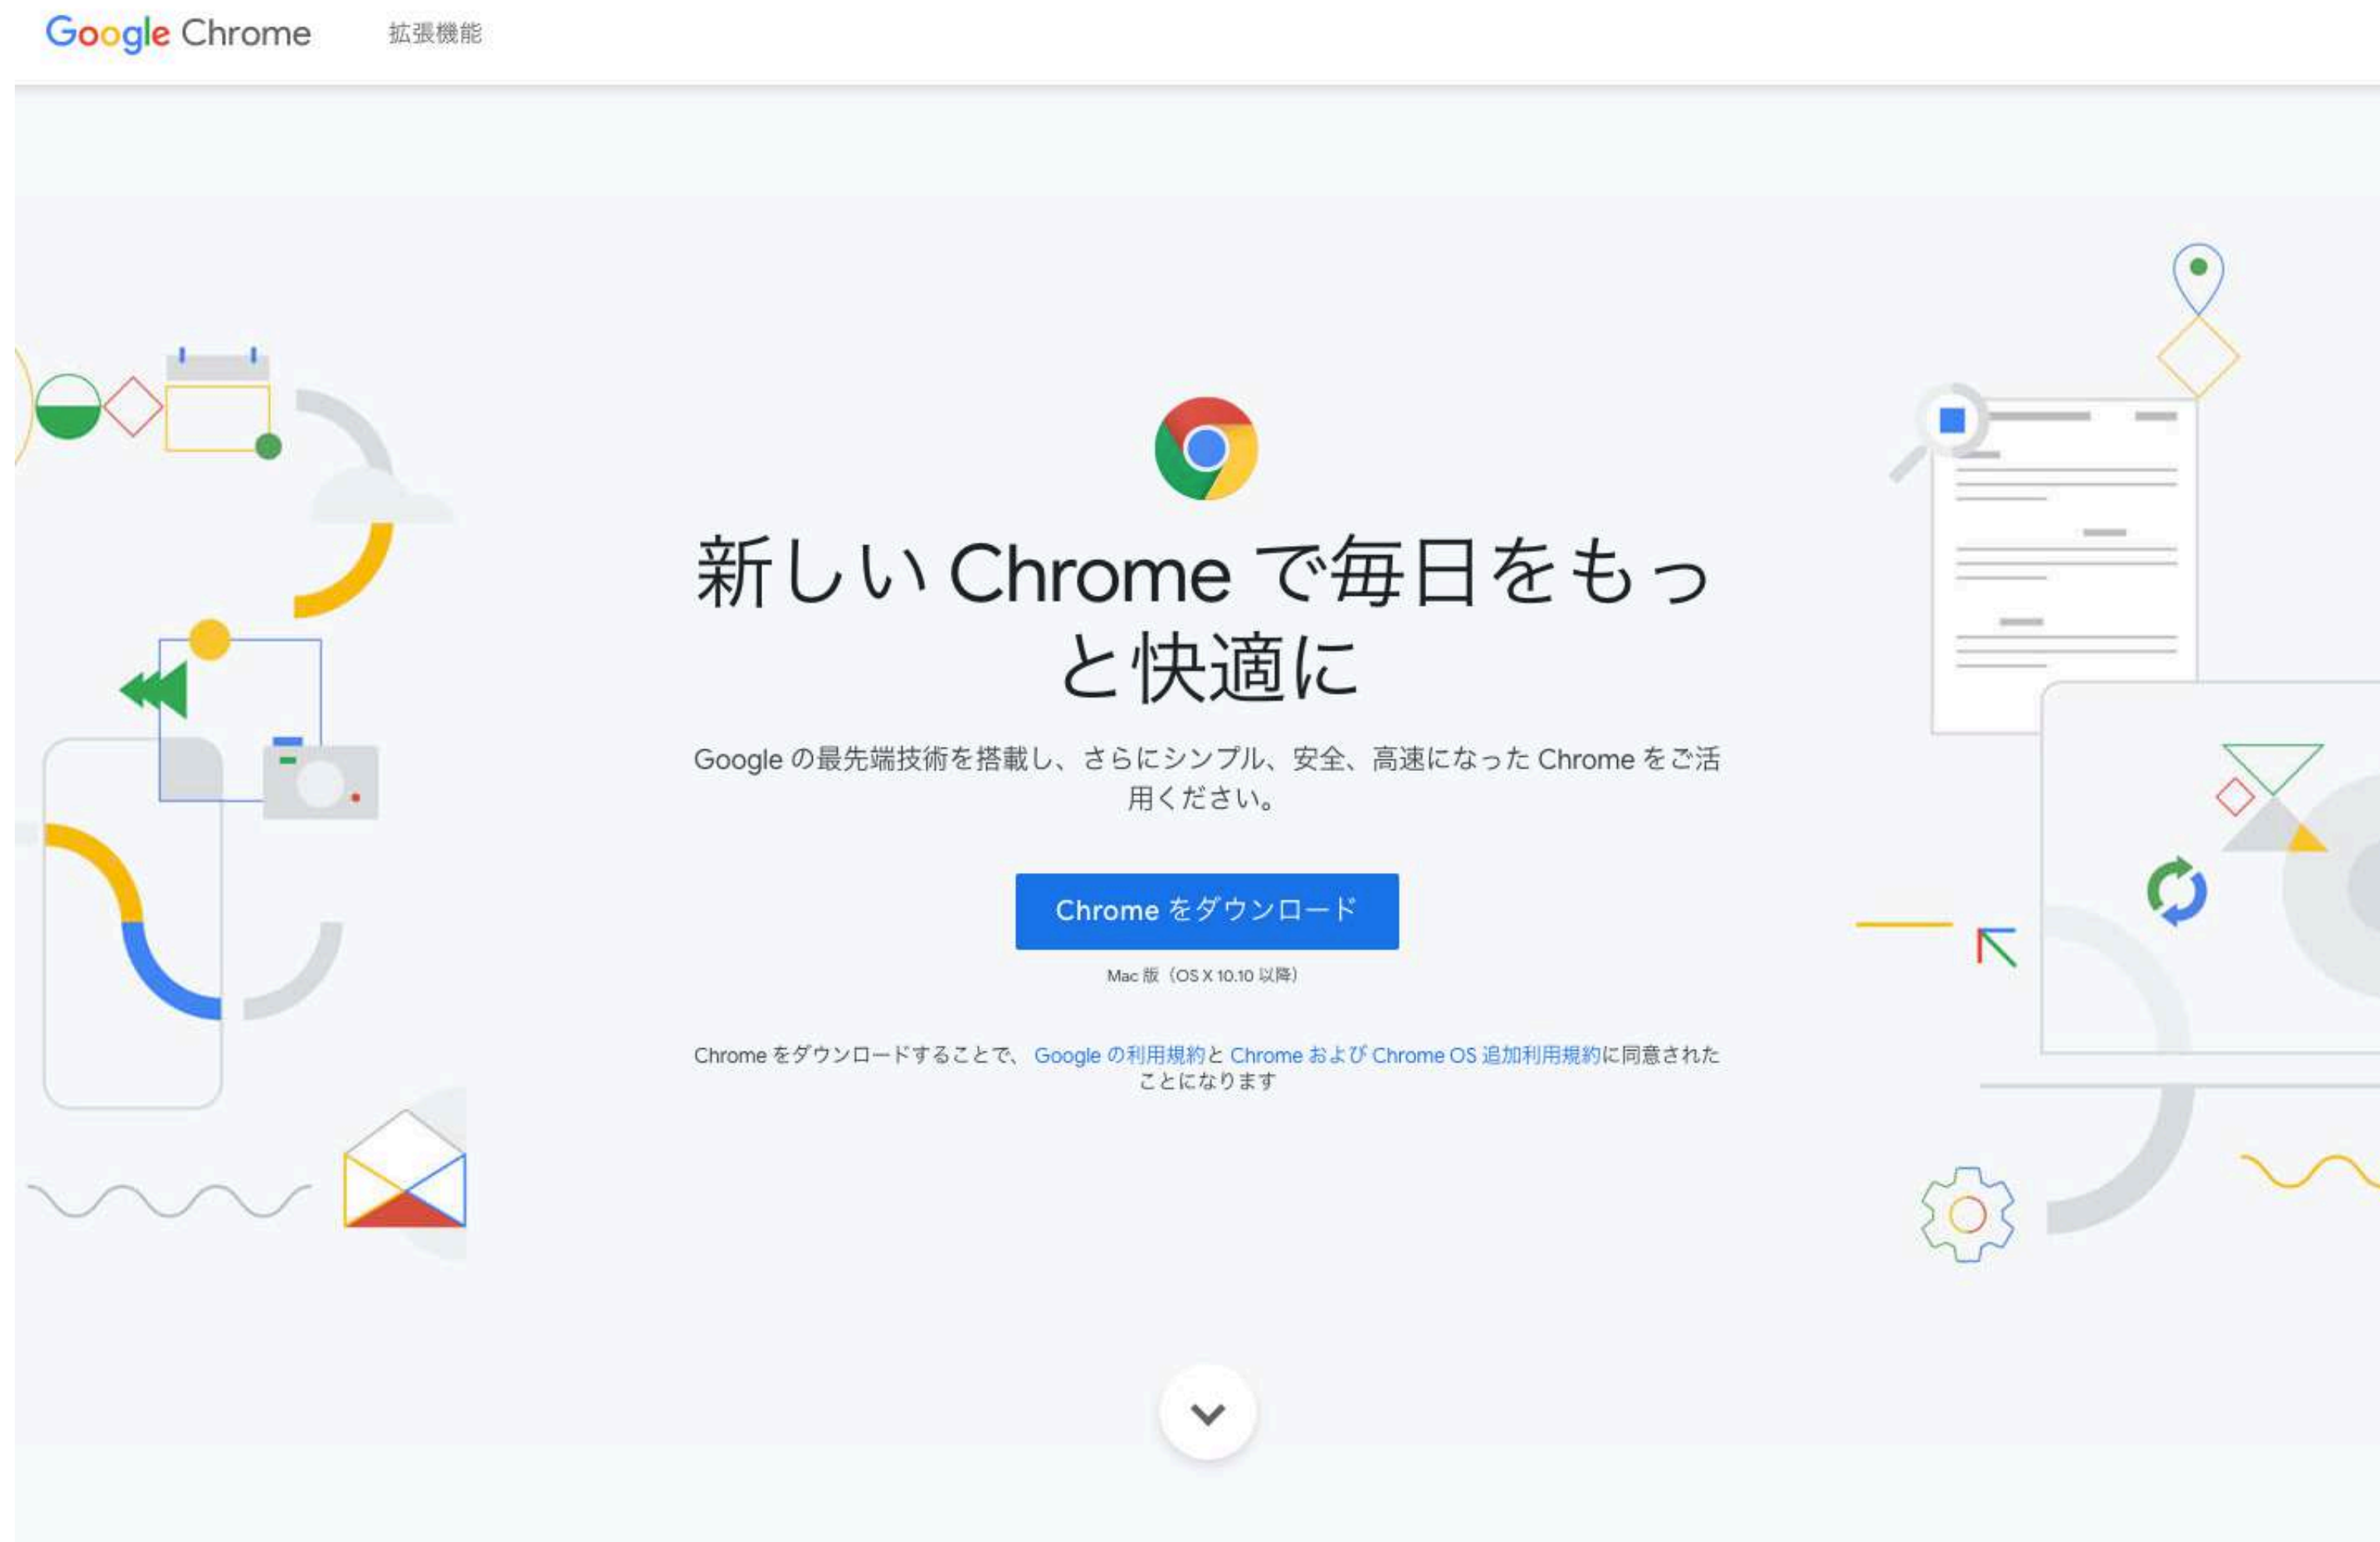 Google Chrome 拡張機能
新しい Chrome で毎日をもっ
と快適に
Google の最先端技術を搭載し、さらにシンプル、安全、高速になった Chrome をご活
用ください。
Chrome をダウンロード
Mac 版（OS X 10.10 以降）
Chrome をダウンロードすることで、 Google の利用規約と Chrome および Chrome OS 追加利用規約に同意された
ことになります